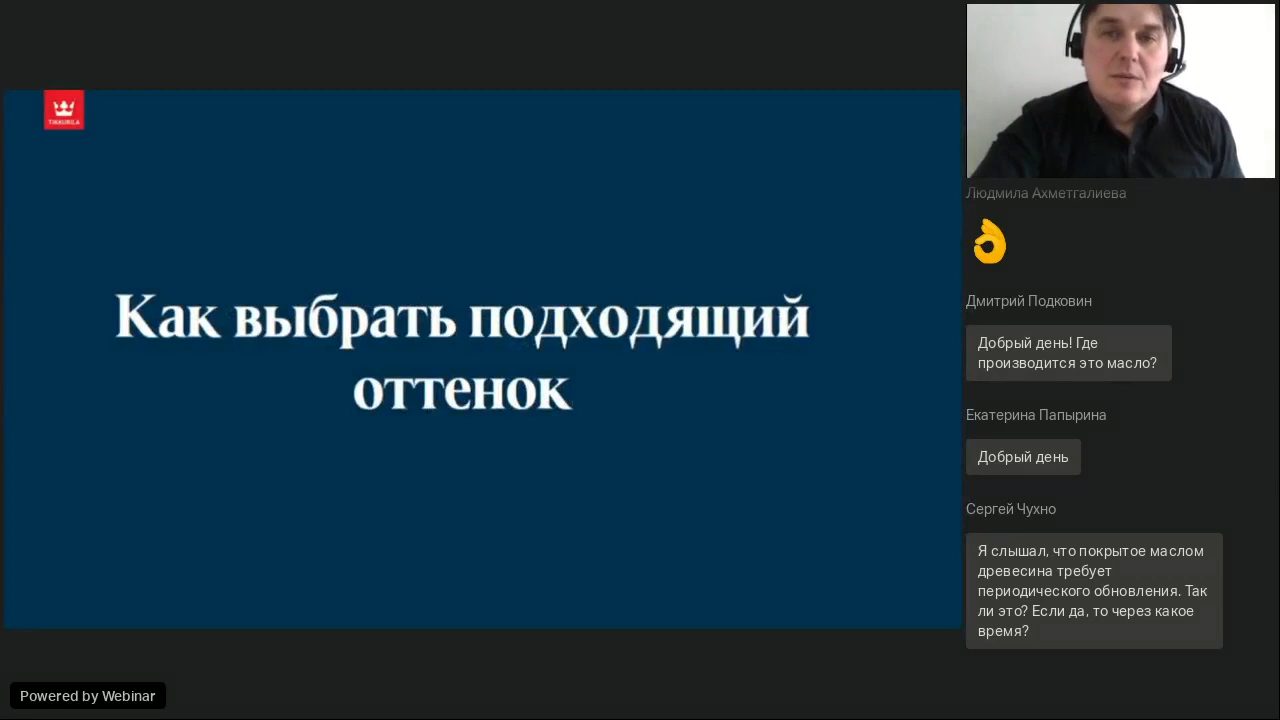 TIKKURILA
Как выбрать подходящий
оттенок
Людмила Ахметгалиева
Дмитрий Подковин
Добрый день! Где
производится это масло?
Екатерина Папырина
Добрый день
Сергей Чухно
Я слышал, что покрытое маслом
древесина требует
периодического обновления. Так
ли это? Если да, то через какое
время?
Powered by Webinar